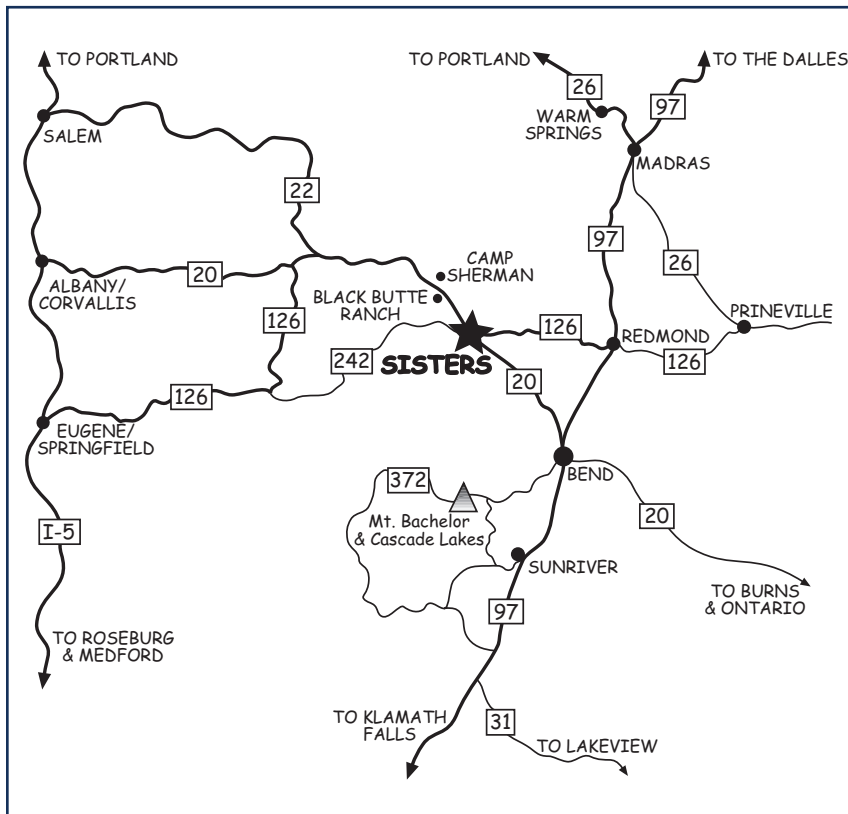 TO PORTLAND
TO PORTLAND
TO THE DALLES
26
97
WARM
SPRINGS
SALEM
MADRAS
22
97
26
CAMP
SHERMAN
20
ALBANY/
CORVALLIS
BLACK BUTTE
RANCH
126
126
PRINEVILLE
REDMOND
242
SISTERS
126
20
126
EUGENE/
SPRINGFIELD
BEND
372
20
Mt. Bachelor
& Cascade Lakes
I-5
SUNRIVER
TO BURNS
& ONTARIO
97
TO ROSEBURG
& MEDFORD
TO KLAMATH
FALLS
31
TO LAKEVIEW